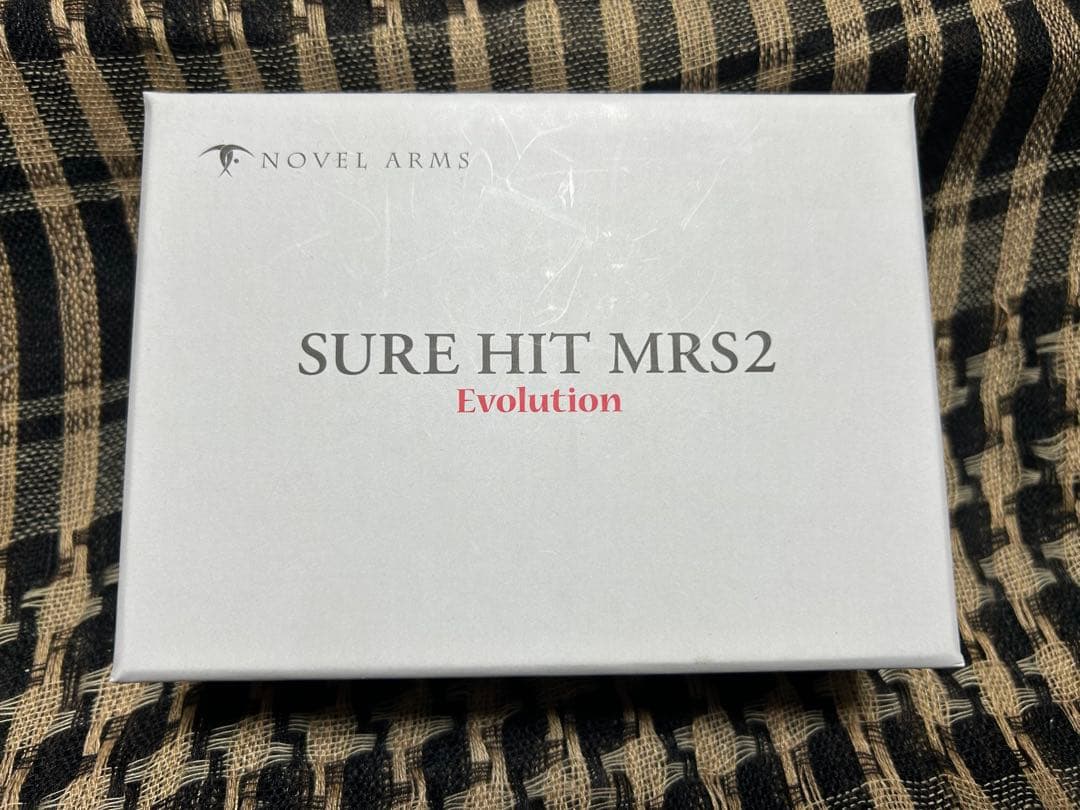 NOVEL ARMS
SURE HIT MRS2
Evolution